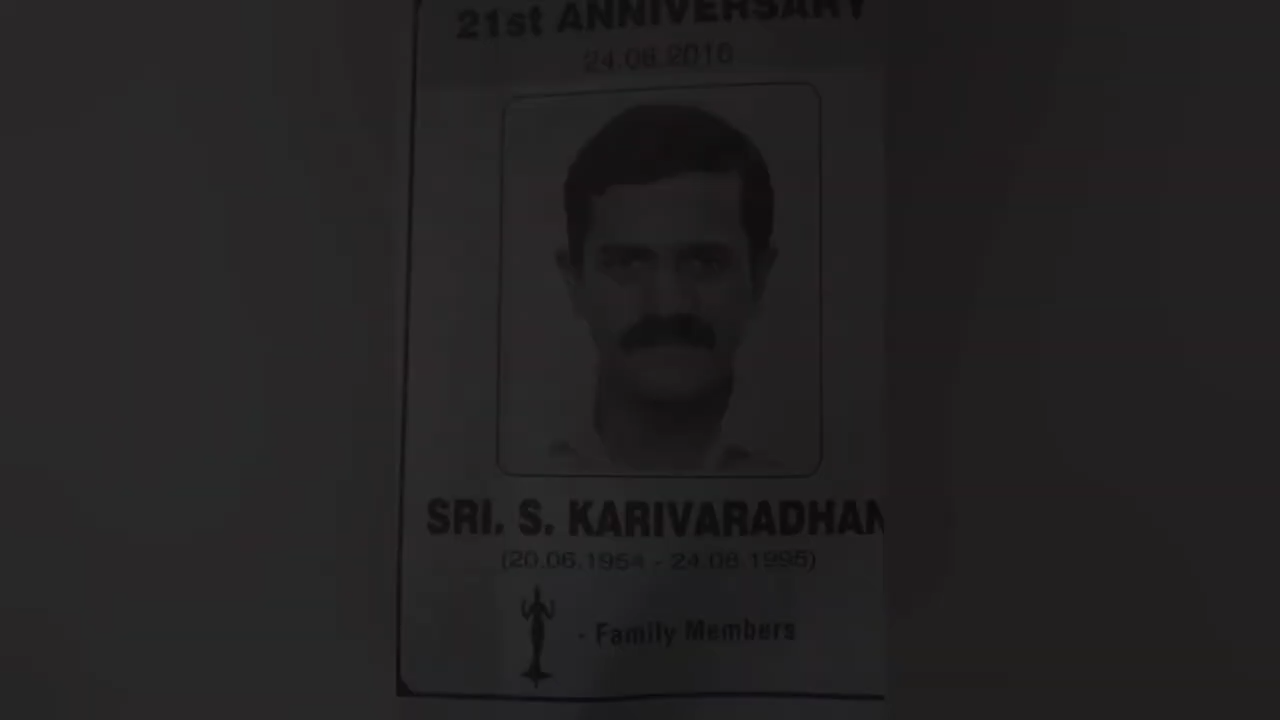 21st ANNIVERSARY
24.08.2016
SRI. S. KARIVARADHAN
(20.06.1954 - 24.08.1995)
- Family Members